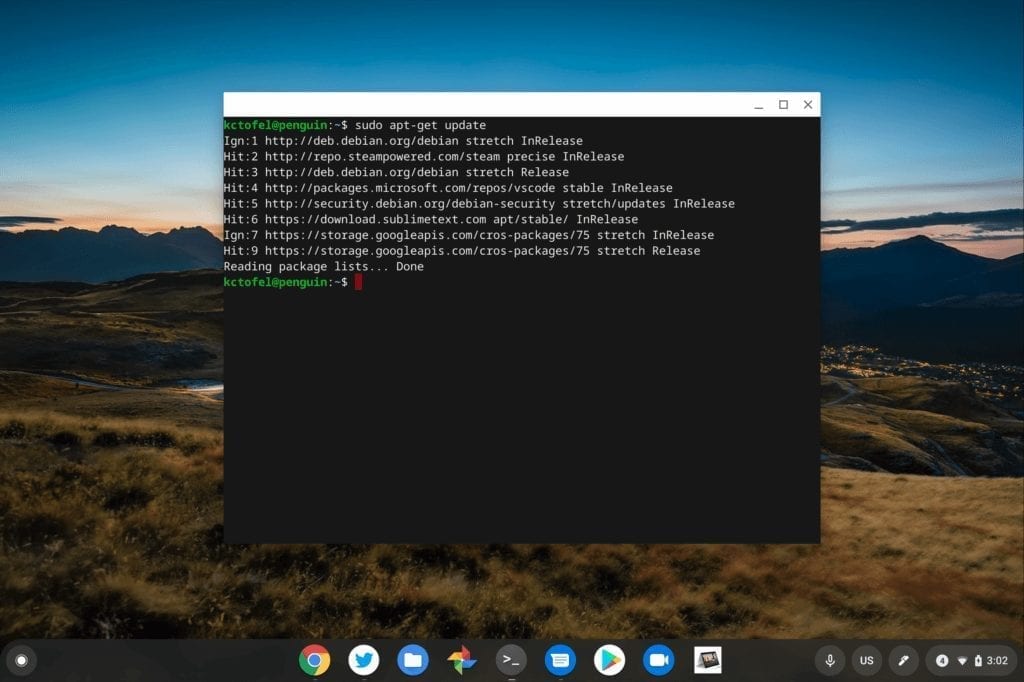 kctofel@penguin:~$ sudo apt-get update
Ign:1 http://deb.debian.org/debian stretch InRelease
Hit:2 http://repo.steampowered.com/steam precise InRelease
Hit:3 http://deb.debian.org/debian stretch Release
Hit:4 http://packages.microsoft.com/repos/vscode stable InRelease
Hit:5 http://security.debian.org/debian-security stretch/updates InRelease
Hit:6 https://download.sublimetext.com apt/stable/ InRelease
Ign:7 https://storage.googleapis.com/cros-packages/75 stretch InRelease
Hit:9 https://storage.googleapis.com/cros-packages/75 stretch Release
Reading package lists... Done
kctofel@penguin:~$
>_ US 4 3:02